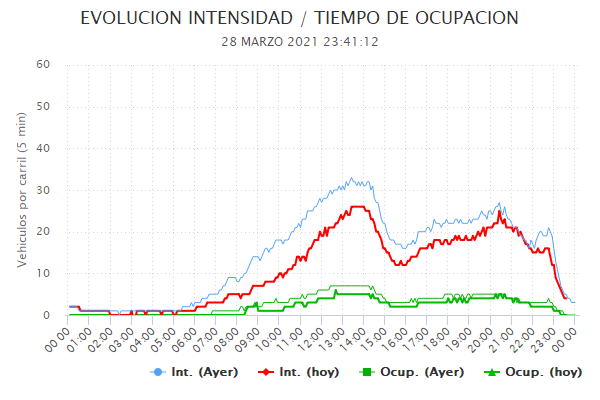 EVOLUCION INTENSIDAD / TIEMPO DE OCUPACION
28 MARZO 2021 23:41:12
Vehiculos por carril (5 min)
60
50
40
30
20
10
0
00:00 01:00 02:00 03:00 04:00 05:00 06:00 07:00 08:00 09:00 10:00 11:00 12:00 13:00 14:00 15:00 16:00 17:00 18:00 19:00 20:00 21:00 22:00 23:00 00:00
Int. (Ayer) Int. (hoy) Ocup. (Ayer) Ocup. (hoy)